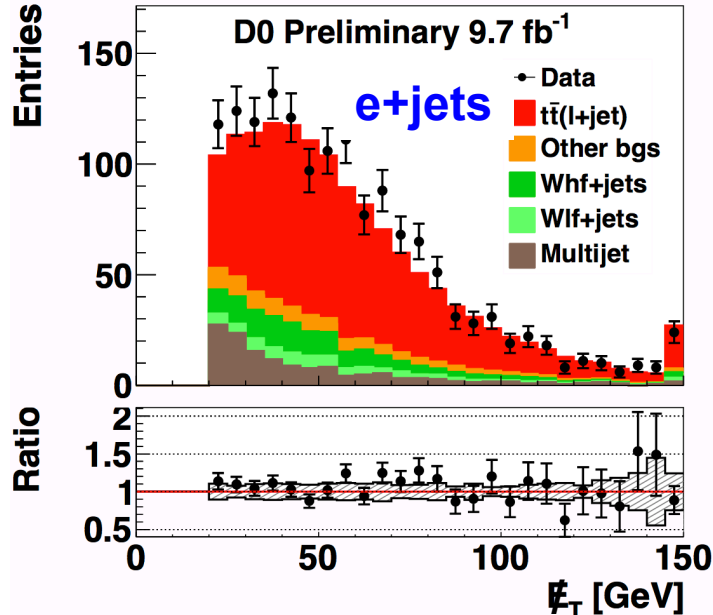 D0 Preliminary 9.7 fb⁻¹
e+jets
Data
tt̄(l+jet)
Other bgs
Whf+jets
Wlf+jets
Multijet
Entries
150
100
50
0
Ratio
2
1.5
1
0.5
0 50 100 150
E̸_T [GeV]